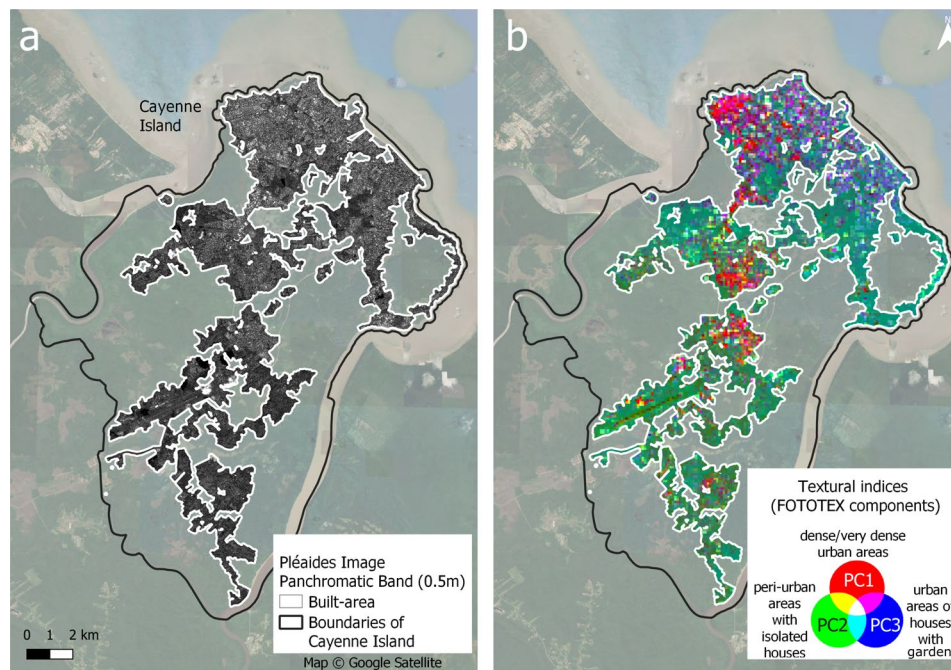 a
Cayenne
Island
Pléaides Image
Panchromatic Band (0.5m)
Built-area
Boundaries of
Cayenne Island
0 1 2 km
Map © Google Satellite
b
N
Textural indices
(FOTOTEX components)
dense/very dense
urban areas
PC1
peri-urban
areas
with
isolated
houses
PC2
PC3
urban
areas of
houses
with
garden